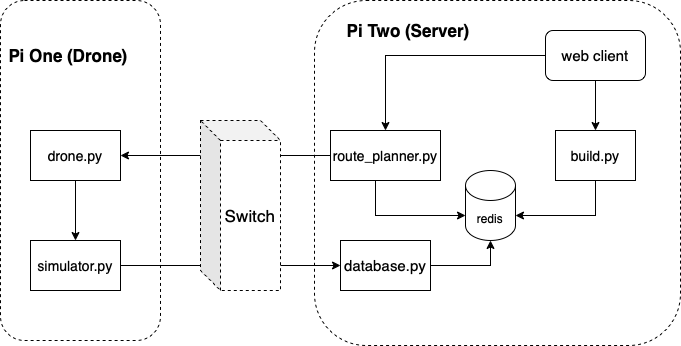 Pi Two (Server)
Pi One (Drone)
web client
drone.py
route_planner.py
build.py
Switch
redis
simulator.py
database.py